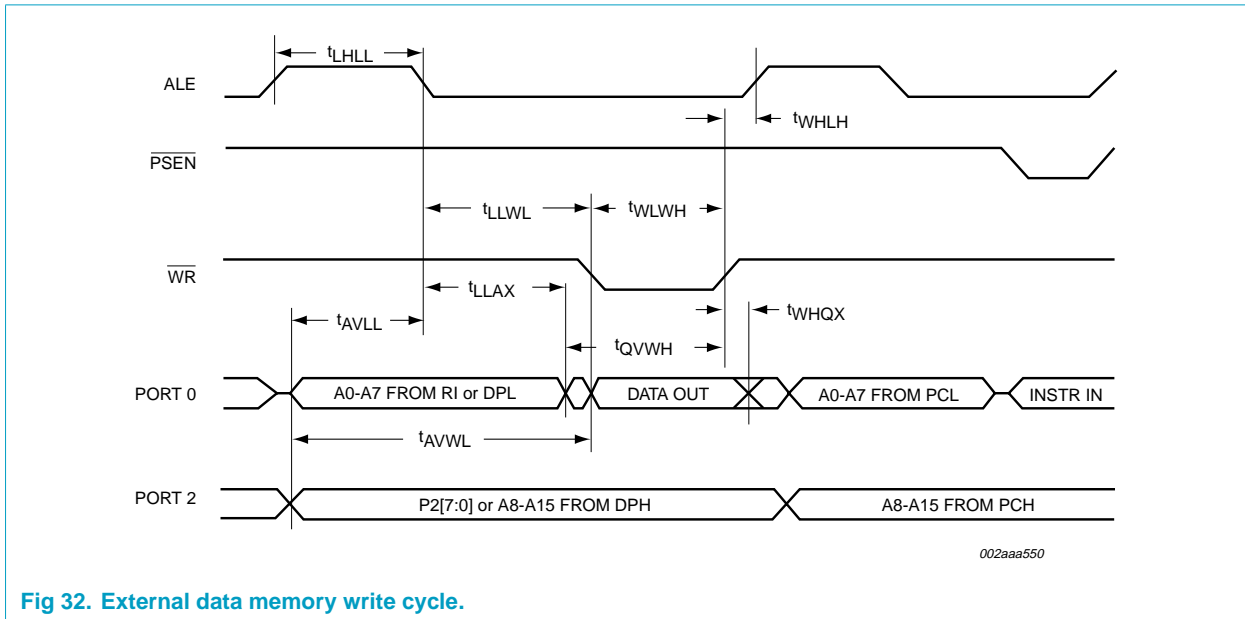 tLHLL
ALE
tWHLH
PSEN
tLLWL
tWLWH
WR
tLLAX
tWHQX
tAVLL
tQVWH
PORT 0
A0-A7 FROM RI or DPL
DATA OUT
A0-A7 FROM PCL
INSTR IN
tAVWL
PORT 2
P2[7:0] or A8-A15 FROM DPH
A8-A15 FROM PCH
002aaa550
Fig 32. External data memory write cycle.